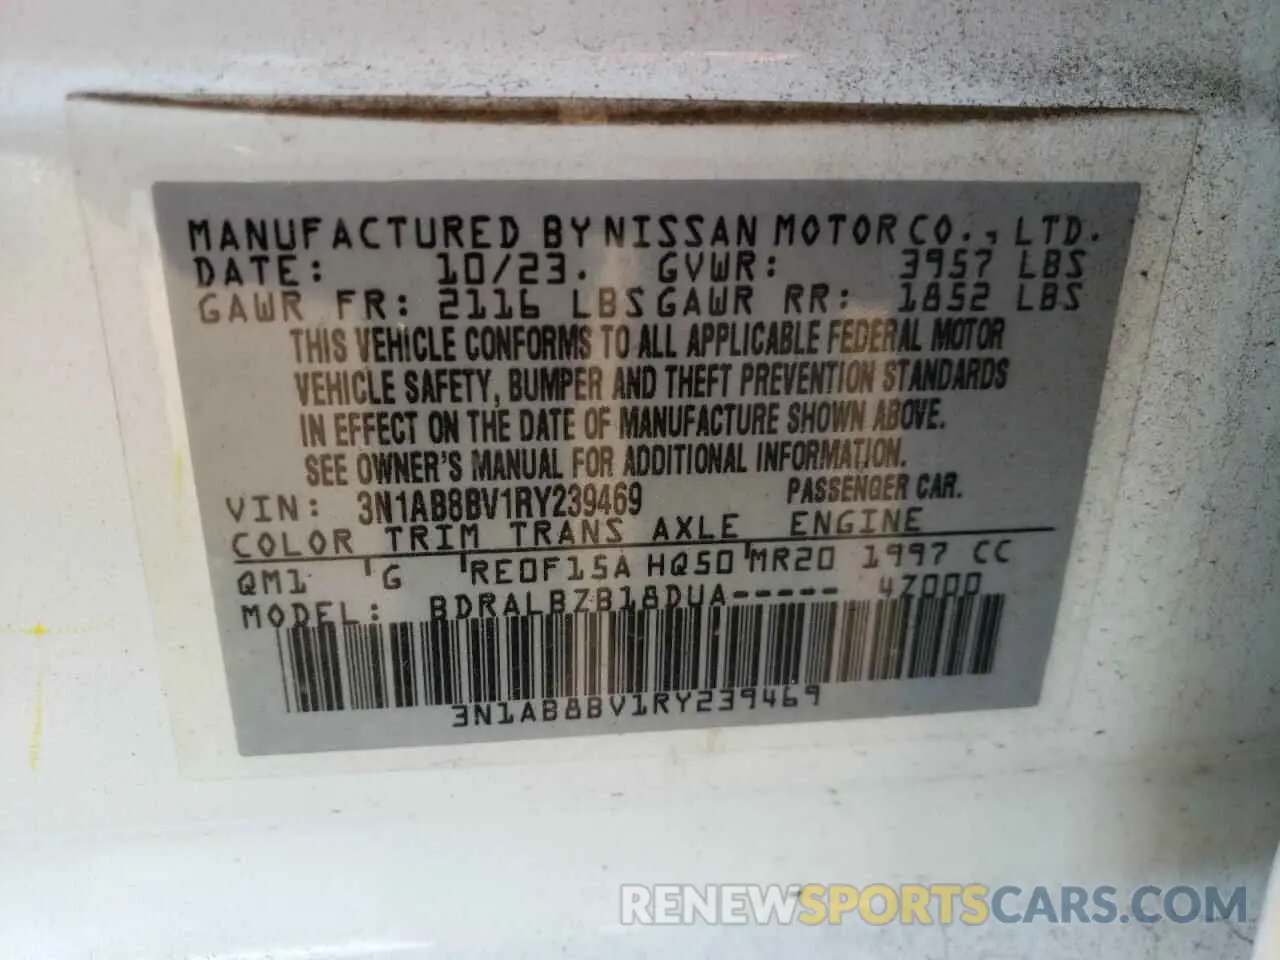 MANUFACTURED BY NISSAN MOTOR CO., LTD.
DATE: 10/23. GVWR: 3957 LBS
GAWR FR: 2116 LBS GAWR RR: 1852 LBS
THIS VEHICLE CONFORMS TO ALL APPLICABLE FEDERAL MOTOR
VEHICLE SAFETY, BUMPER AND THEFT PREVENTION STANDARDS
IN EFFECT ON THE DATE OF MANUFACTURE SHOWN ABOVE.
SEE OWNER'S MANUAL FOR ADDITIONAL INFORMATION.
VIN: 3N1AB8BV1RY239469 PASSENGER CAR.
COLOR TRIM TRANS AXLE ENGINE
QM1 G RE0F15A HQ50 MR20 1997 CC
MODEL: BDRALBZB18DUA----- 4Z000
3N1AB8BV1RY239469
RENEWSPORTSCARS.COM